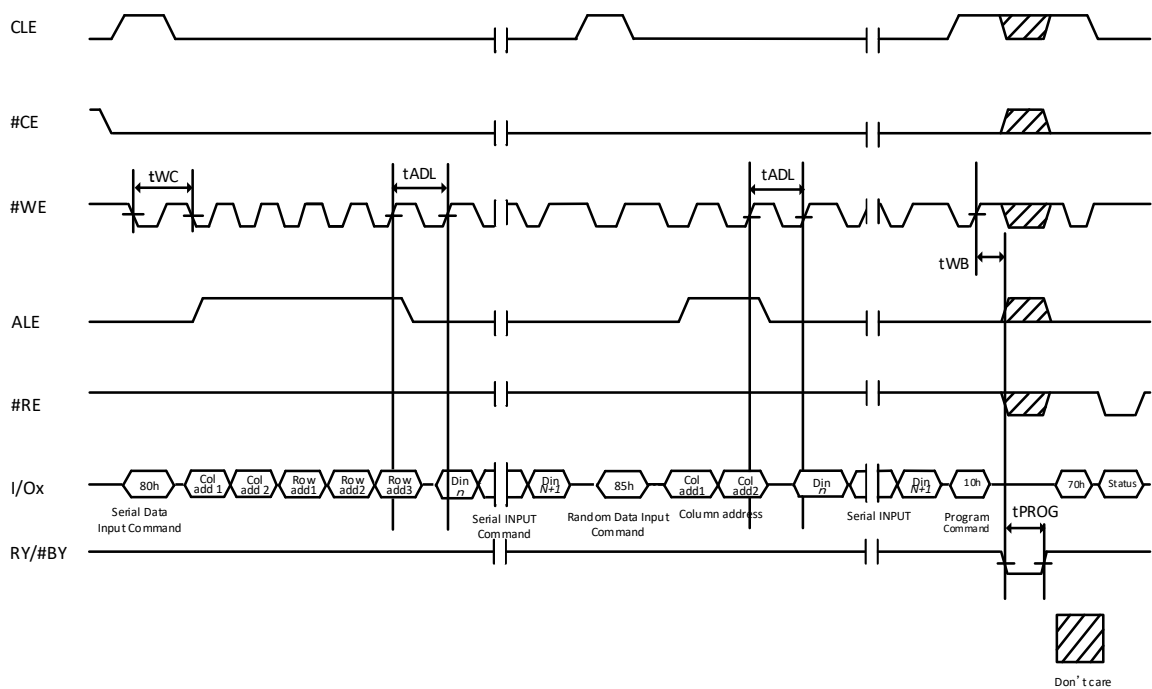 CLE
#CE
tWC
tADL
tADL
#WE
tWB
ALE
#RE
I/Ox
80h
Col
add 1
Col
add 2
Row
add1
Row
add2
Row
add3
Din
n
Din
N+1
85h
Col
add1
Col
add2
Din
n
Din
N+1
10h
70h
Status
Serial Data
Input Command
Serial INPUT
Command
Random Data Input
Command
Column address
Serial INPUT
Program
Command
tPROG
RY/#BY
Don't care